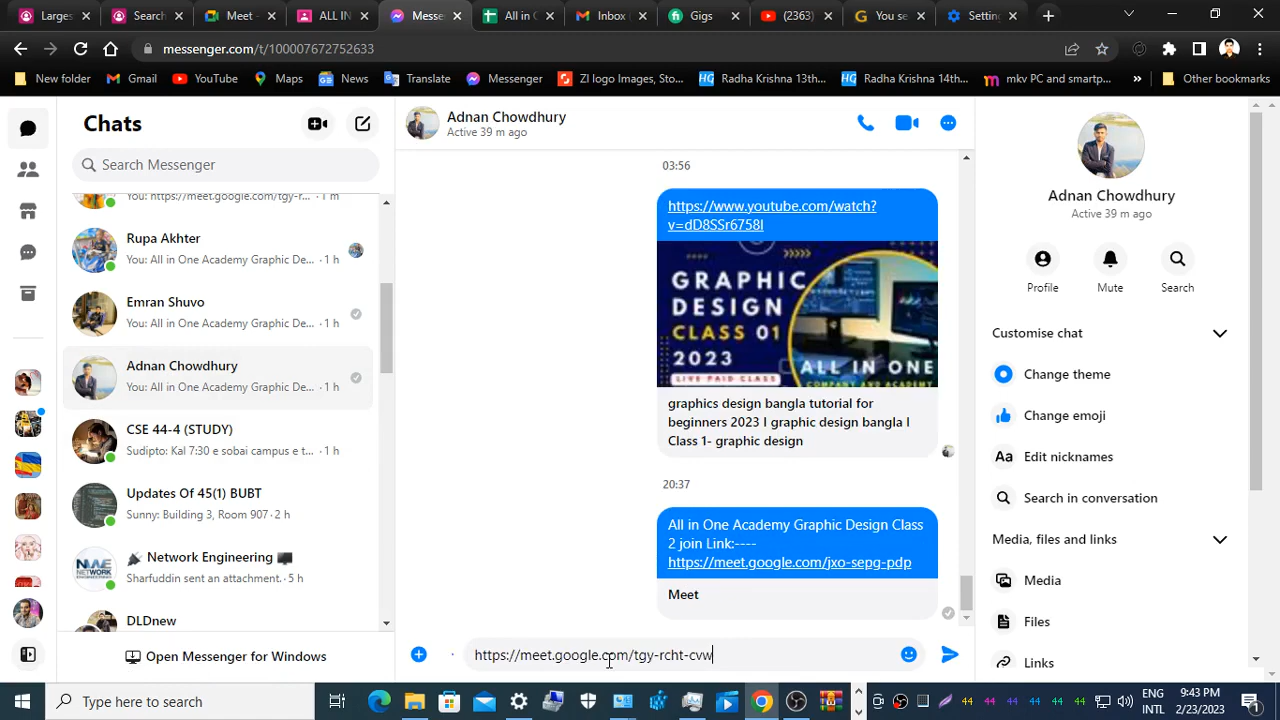 Larges
Search
Meet -
ALL IN
Messe
All in C
Inbox
Gigs
(2363)
You se
Setting
messenger.com/t/100007672752633
New folder
Gmail
YouTube
Maps
News
Translate
Messenger
ZI logo Images, Sto...
Radha Krishna 13th...
Radha Krishna 14th...
mkv PC and smartp...
»
Other bookmarks
Chats
Search Messenger
You: https://meet.google.com/tgy-r... · 1 m
Rupa Akhter
You: All in One Academy Graphic De... · 1 h
Emran Shuvo
You: All in One Academy Graphic De... · 1 h
Adnan Chowdhury
You: All in One Academy Graphic De... · 1 h
CSE 44-4 (STUDY)
Sudipto: Kal 7:30 e sobai campus e t... · 1 h
Updates Of 45(1) BUBT
Sunny: Building 3, Room 907 · 2 h
Network Engineering
Sharfuddin sent an attachment. · 5 h
DLDnew
Open Messenger for Windows
Adnan Chowdhury
Active 39 m ago
03:56
https://www.youtube.com/watch?
v=dD8SSr6758I
GRAPHIC
DESIGN
CLASS 01
2023
LIVE PAID CLASS
ALL IN ONE
COMPANY AND ACADEMY
graphics design bangla tutorial for
beginners 2023 I graphic design bangla I
Class 1- graphic design
20:37
All in One Academy Graphic Design Class
2 join Link:----
https://meet.google.com/jxo-sepg-pdp
Meet
https://meet.google.com/tgy-rcht-cvw
Adnan Chowdhury
Active 39 m ago
Profile
Mute
Search
Customise chat
Change theme
Change emoji
Aa Edit nicknames
Search in conversation
Media, files and links
Media
Files
Links
Type here to search
44
44
44
44
44
ENG
INTL
9:43 PM
2/23/2023